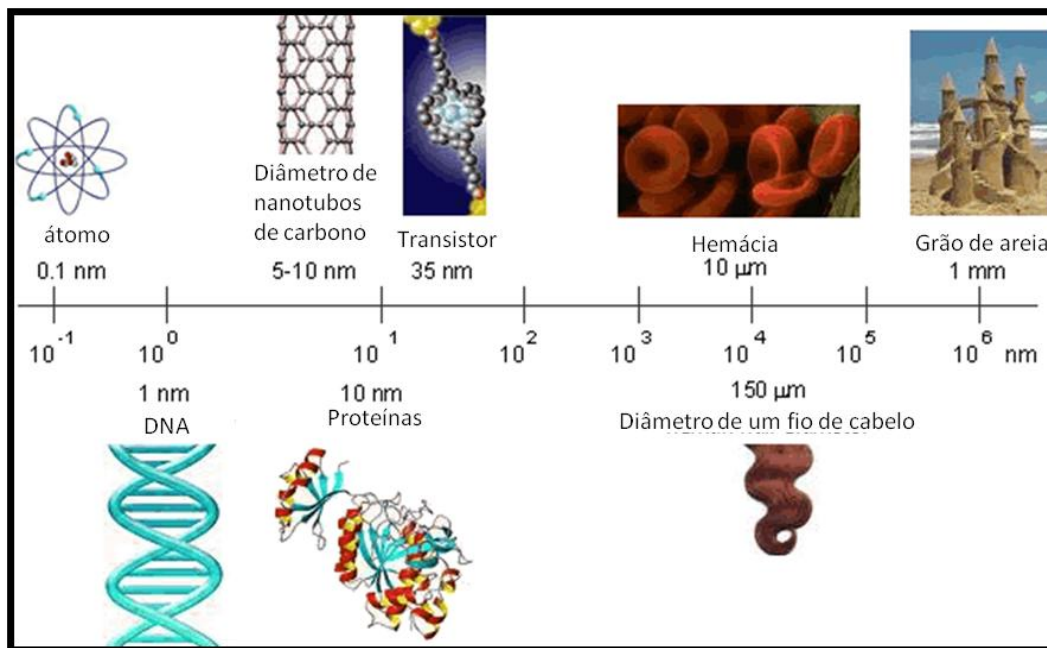 átomo
0.1 nm
Diâmetro de
nanotubos
de carbono
5-10 nm
Transistor
35 nm
Hemácia
10 µm
Grão de areia
1 mm
10⁻¹ 10⁰ 10¹ 10² 10³ 10⁴ 10⁵ 10⁶ nm
1 nm
DNA
10 nm
Proteínas
150 µm
Diâmetro de um fio de cabelo